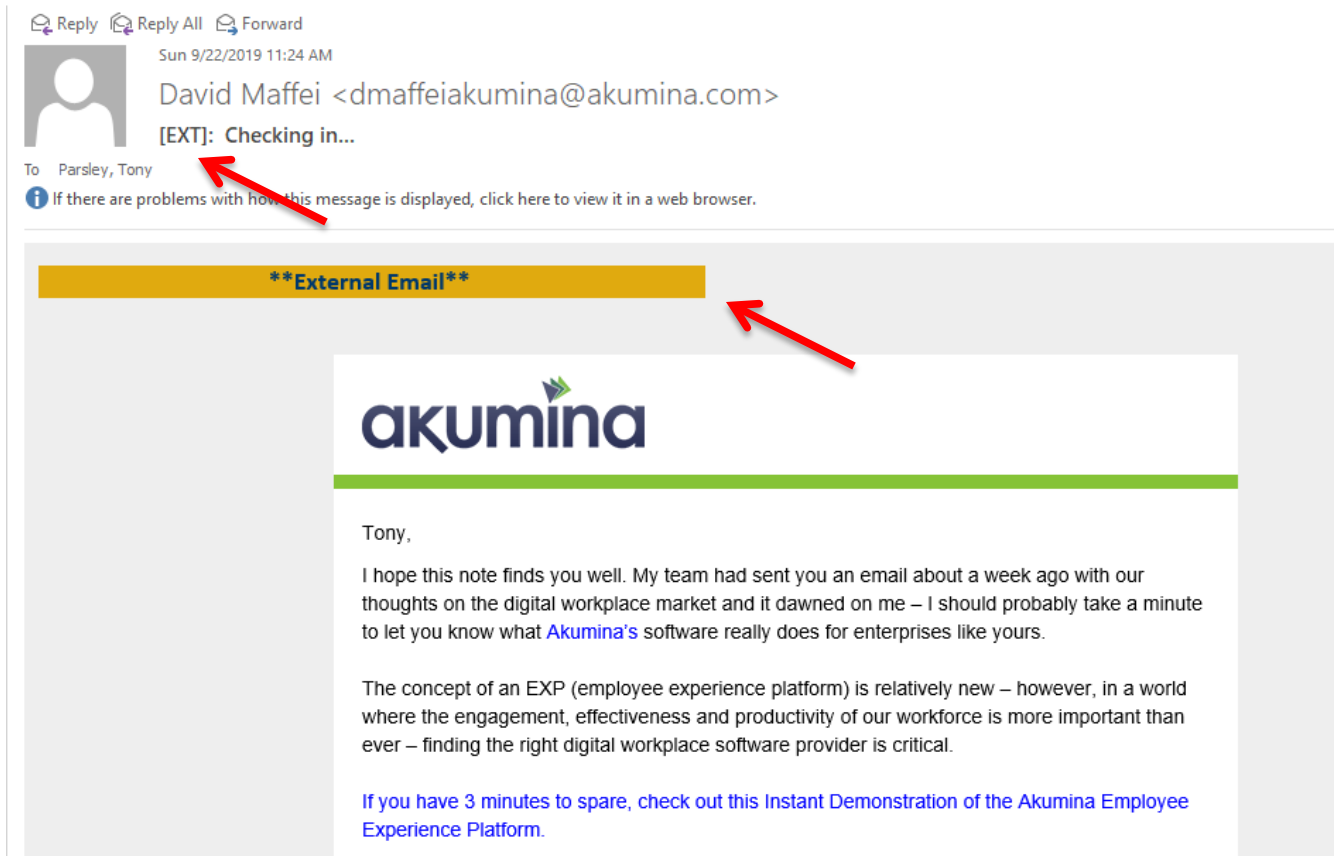 Reply Reply All Forward
Sun 9/22/2019 11:24 AM
David Maffei <dmaffeiakumina@akumina.com>
[EXT]: Checking in...
To Parsley, Tony
If there are problems with how this message is displayed, click here to view it in a web browser.
**External Email**
akumina
Tony,
I hope this note finds you well. My team had sent you an email about a week ago with our
thoughts on the digital workplace market and it dawned on me – I should probably take a minute
to let you know what Akumina's software really does for enterprises like yours.
The concept of an EXP (employee experience platform) is relatively new – however, in a world
where the engagement, effectiveness and productivity of our workforce is more important than
ever – finding the right digital workplace software provider is critical.
If you have 3 minutes to spare, check out this Instant Demonstration of the Akumina Employee
Experience Platform.